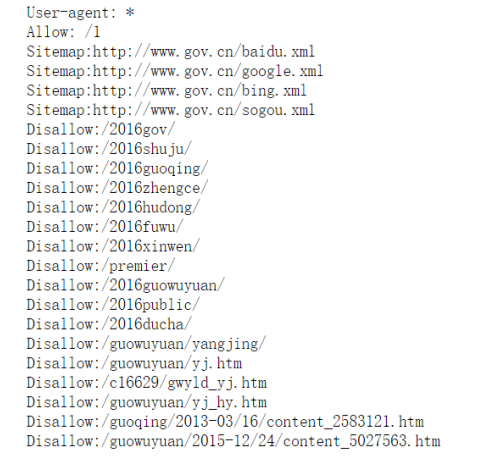 User-agent: *
Allow: /1
Sitemap:http://www.gov.cn/baidu.xml
Sitemap:http://www.gov.cn/google.xml
Sitemap:http://www.gov.cn/bing.xml
Sitemap:http://www.gov.cn/sogou.xml
Disallow:/2016gov/
Disallow:/2016shuju/
Disallow:/2016guoqing/
Disallow:/2016zhengce/
Disallow:/2016hudong/
Disallow:/2016fuwu/
Disallow:/2016xinwen/
Disallow:/premier/
Disallow:/2016guowuyuan/
Disallow:/2016public/
Disallow:/2016ducha/
Disallow:/guowuyuan/yangjing/
Disallow:/guowuyuan/yj.htm
Disallow:/c16629/gwyld_yj.htm
Disallow:/guowuyuan/yj_hy.htm
Disallow:/guoqing/2013-03/16/content_2583121.htm
Disallow:/guowuyuan/2015-12/24/content_5027563.htm